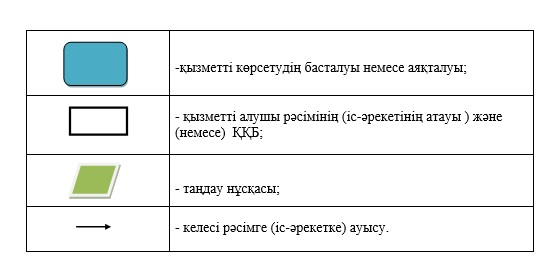 -қызметті көрсетудің басталуы немесе аяқталуы;
- қызметті алушы рәсімінің (іс-әрекетінің атауы ) және
(немесе) ҚҚБ;
- таңдау нұсқасы;
- келесі рәсімге (іс-әрекетке) ауысу.